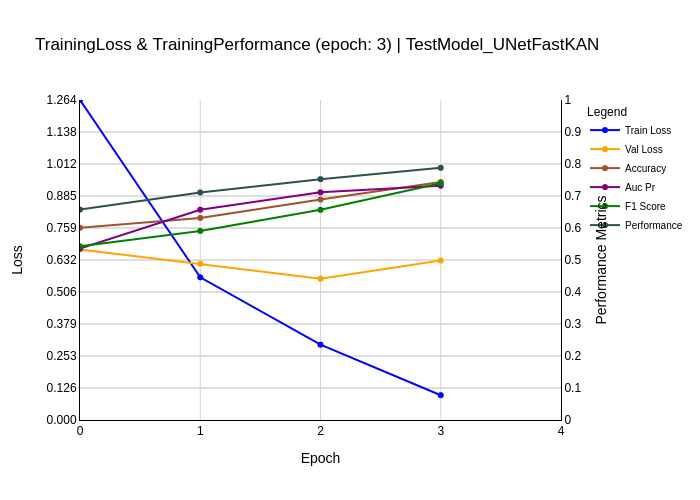 TrainingLoss & TrainingPerformance (epoch: 3) | TestModel_UNetFastKAN
1.264
1.138
1.012
0.885
0.759
0.632
0.506
0.379
0.253
0.126
0.000
Loss
0
1
2
3
4
Epoch
1
0.9
0.8
0.7
0.6
0.5
0.4
0.3
0.2
0.1
0
Performance Metrics
Legend
Train Loss
Val Loss
Accuracy
Auc Pr
F1 Score
Performance